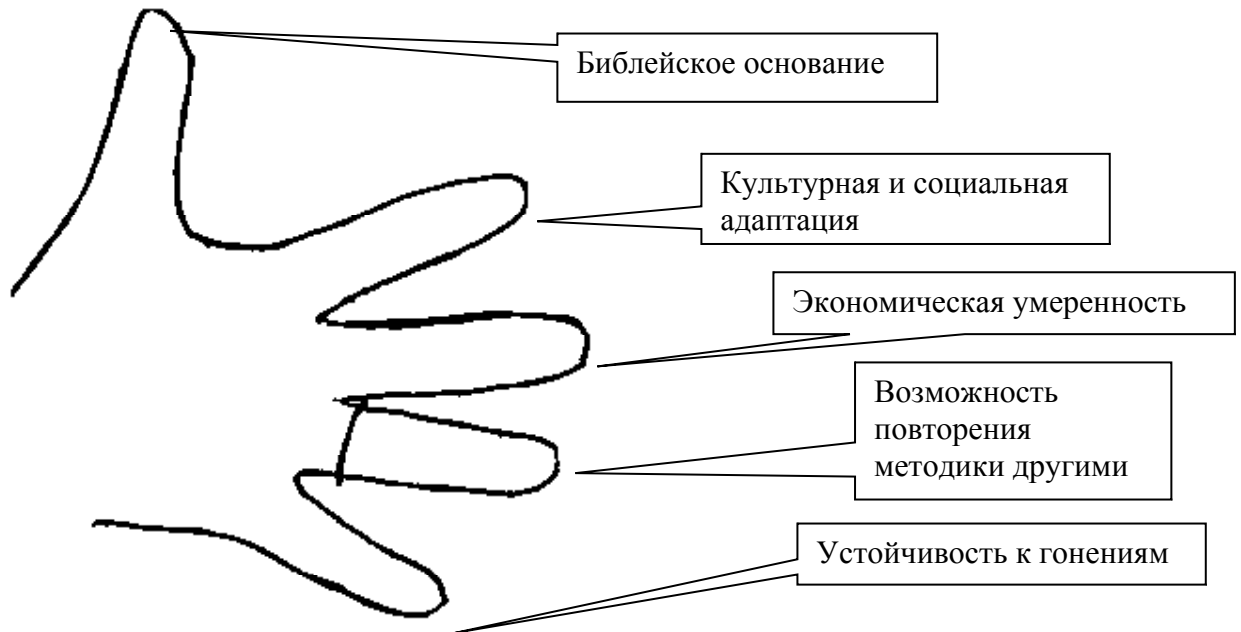 Библейское основание
Культурная и социальная
адаптация
Экономическая умеренность
Возможность
повторения
методики другими
Устойчивость к гонениям